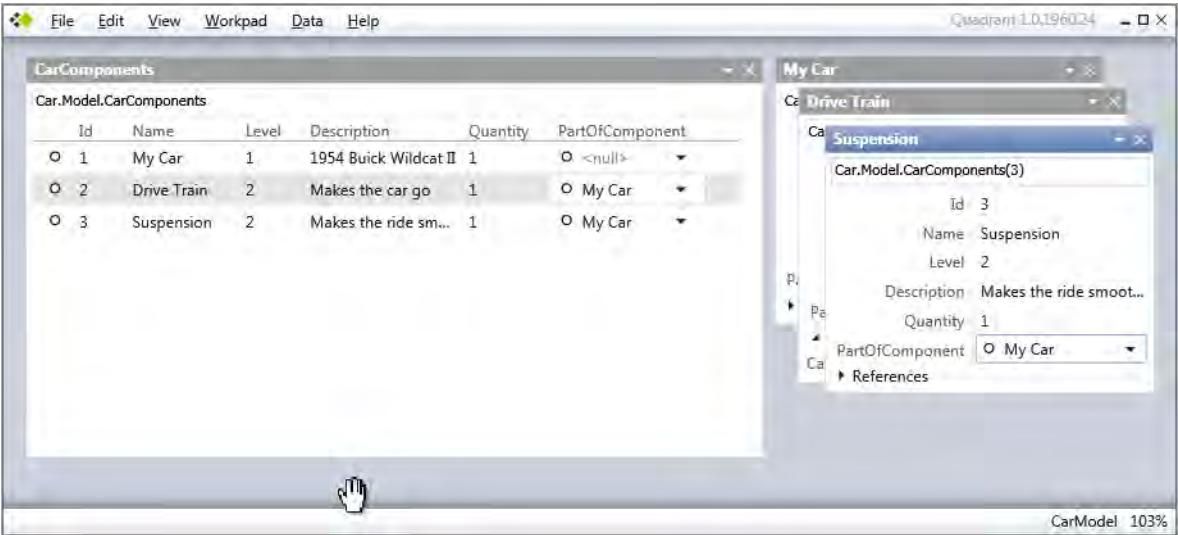 File Edit View Workpad Data Help Quadrant 1.0.1960.24
CarComponents
Car.Model.CarComponents
Id Name Level Description Quantity PartOfComponent
1 My Car 1 1954 Buick Wildcat II 1 <null>
2 Drive Train 2 Makes the car go 1 My Car
3 Suspension 2 Makes the ride sm... 1 My Car
My Car
Ca
P
Drive Train
Ca
Pa
Ca
Suspension
Car.Model.CarComponents(3)
Id 3
Name Suspension
Level 2
Description Makes the ride smoot...
Quantity 1
PartOfComponent My Car
References
CarModel 103%